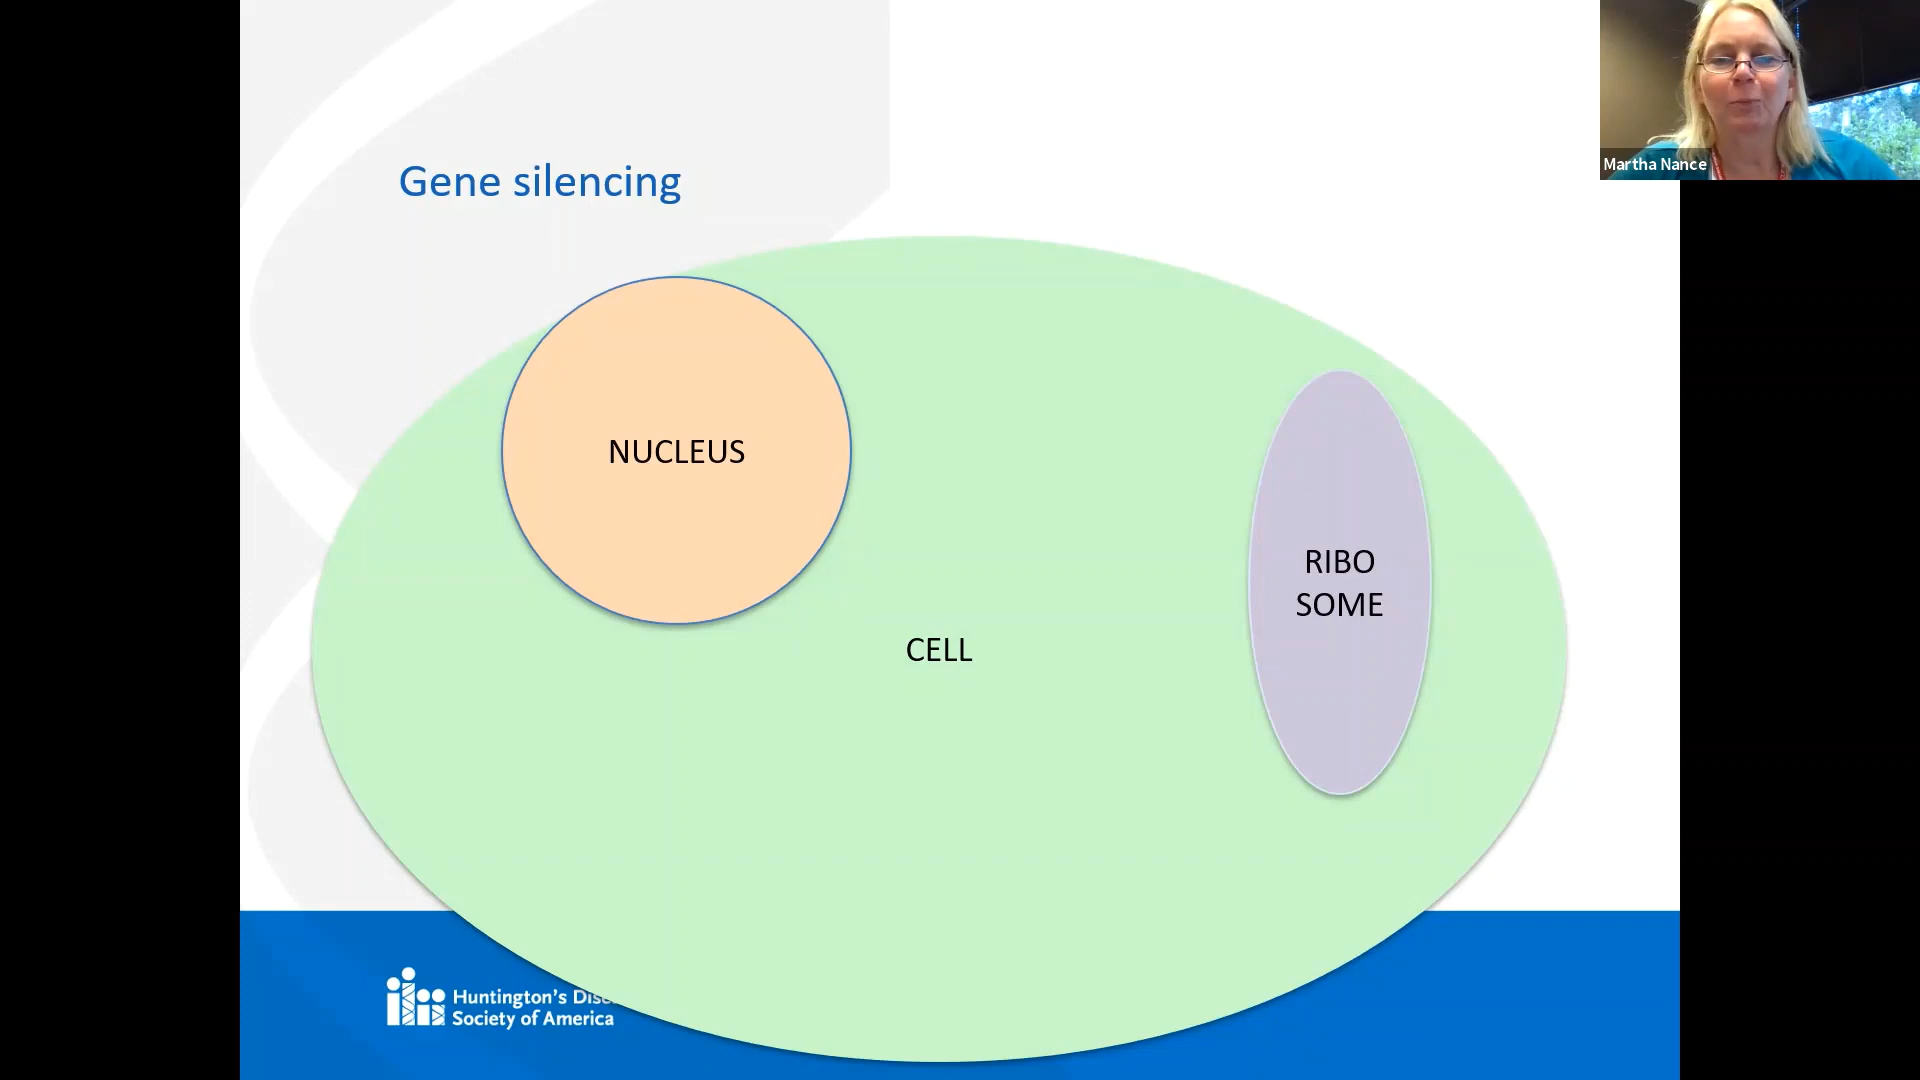 Martha Nance
Gene silencing
NUCLEUS
RIBO
SOME
CELL
Huntington's Dise
Society of America